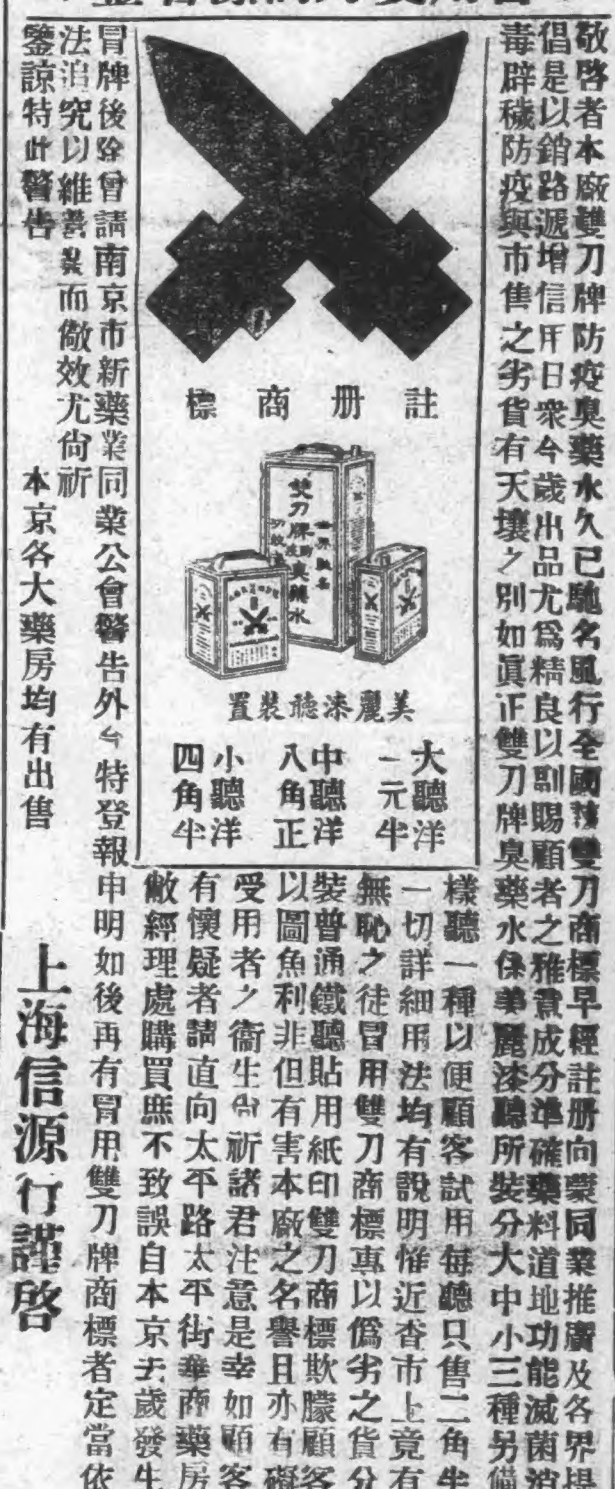 敬啓者本廠雙刀牌防疫臭藥水久已馳名風行全國該雙刀商標早經註册向蒙同業推廣及各界提
倡是以銷路遞增信用日衆今歲出品尤爲精良以副賜顧者之雅意成分準確藥料道地功能滅菌消
毒辟穢防疫與市售之劣貨有天壤之別如眞正雙刀牌臭藥水係美麗漆聽所裝分大中小三種另備
註册商標
雙刀牌
臭藥水
美麗漆聽裝置
大聽洋
一元半
中聽洋
八角正
小聽洋
四角半
樣聽一種以便顧客試用每聽只售二角半
一切詳細用法均有說明惟近杳市上竟有
無恥之徒冒用雙刀商標專以僞劣之貨分
裝普通鐵聽貼用紙印雙刀商標欺朦顧客
以圖魚利非但有害本廠之名譽且亦有礙
受用者之衞生尙祈諸君注意是幸如顧客
有懷疑者請直向太平路太平街華商藥房
敝經理處購買庶不致誤自本京去歲發生
冒牌後除曾請南京市新藥業同業公會警告外今特登報申明如後再有冒用雙刀牌商標者定當依
法追究以維善製而儆效尤尙祈
鑒諒特此警告
本京各大藥房均有出售
上海信源行謹啓